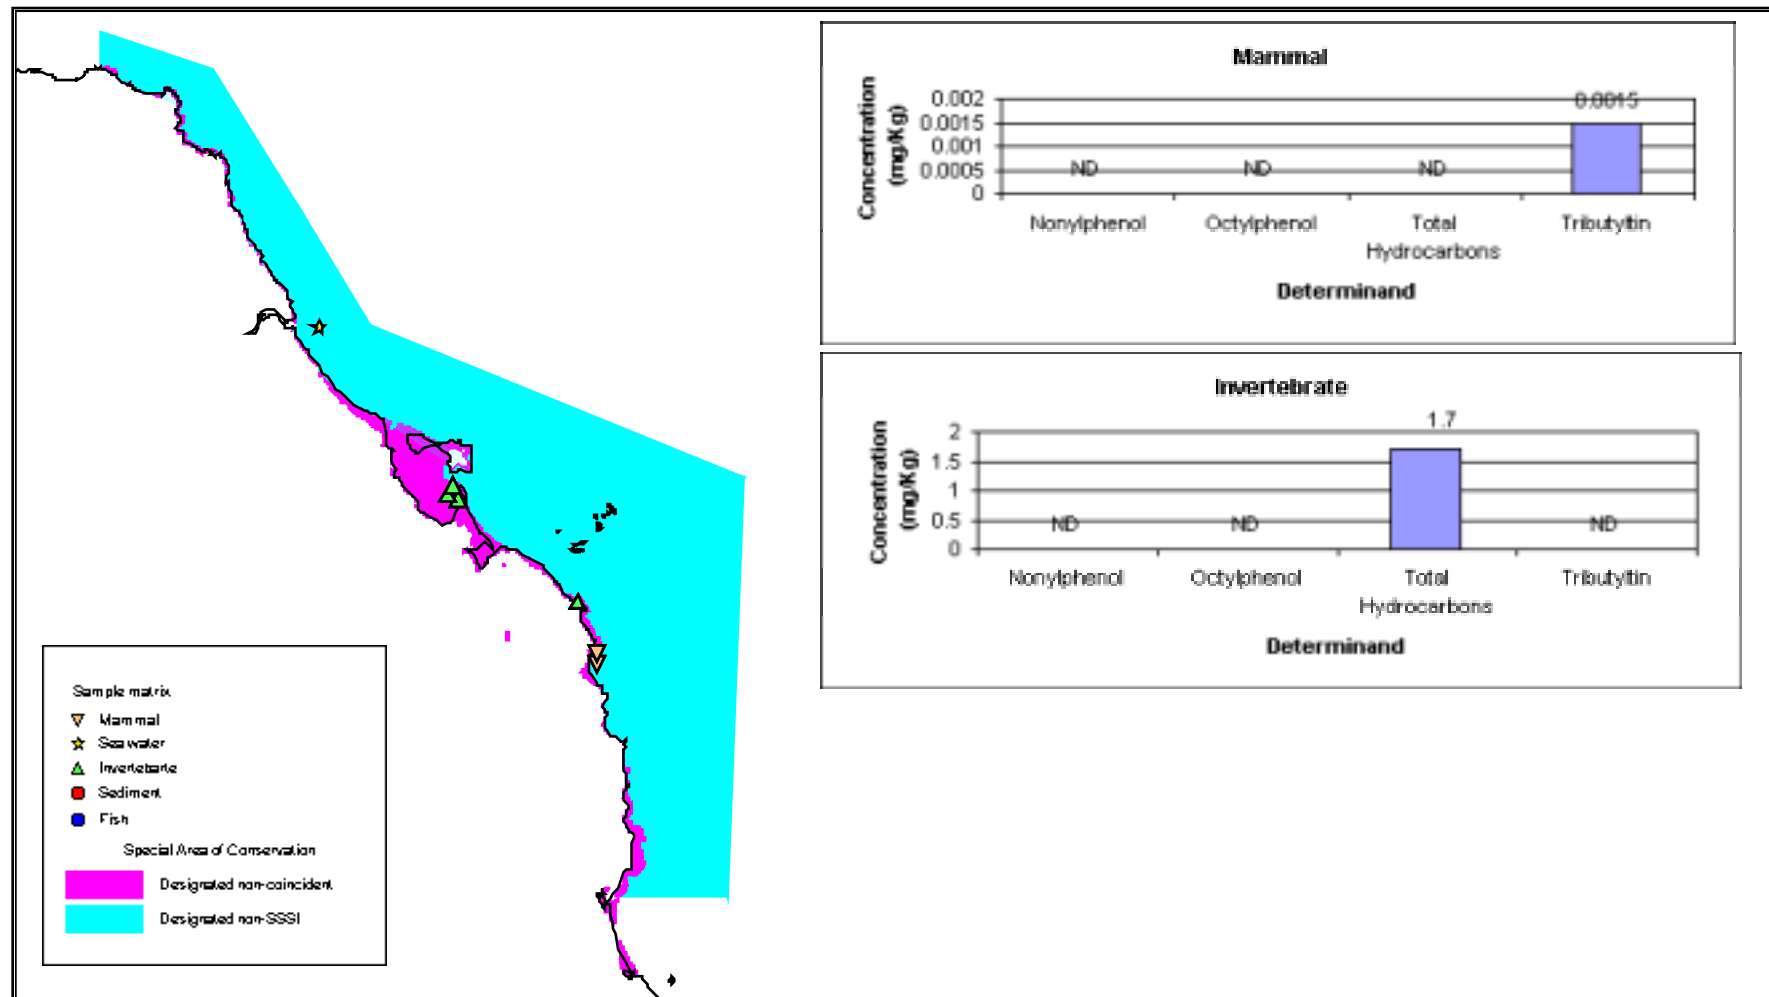 Mammal
Concentration
(mg/Kg)
0.002
0.0015
0.001
0.0005
0
0.0015
ND
ND
ND
Nonylphenol
Octylphenol
Total
Hydrocarbons
Tributyltin
Determinand
Invertebrate
Concentration
(mg/Kg)
2
1.5
1
0.5
0
1.7
ND
ND
ND
Nonylphenol
Octylphenol
Total
Hydrocarbons
Tributyltin
Determinand
Sample matrix
Mammal
Sea water
Invertebrate
Sediment
Fish
Special Area of Conservation
Designated non-coincident
Designated non-SSSI